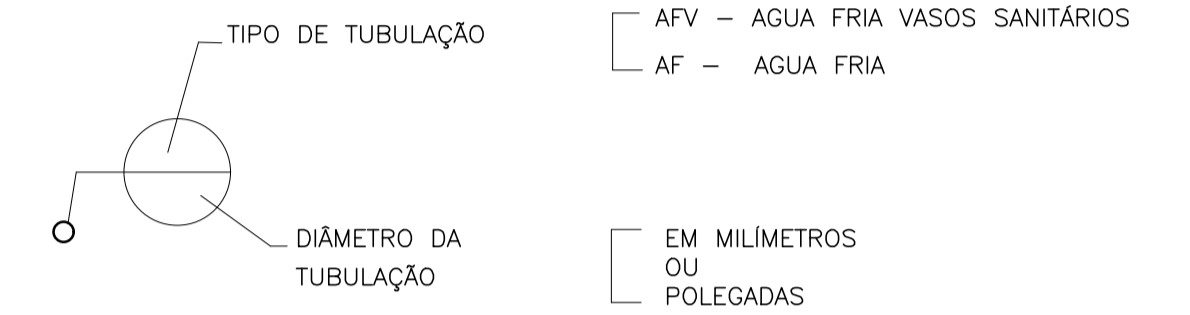 TIPO DE TUBULAÇÃO
AFV - AGUA FRIA VASOS SANITÁRIOS
AF - AGUA FRIA
DIÂMETRO DA
TUBULAÇÃO
EM MILÍMETROS
OU
POLEGADAS